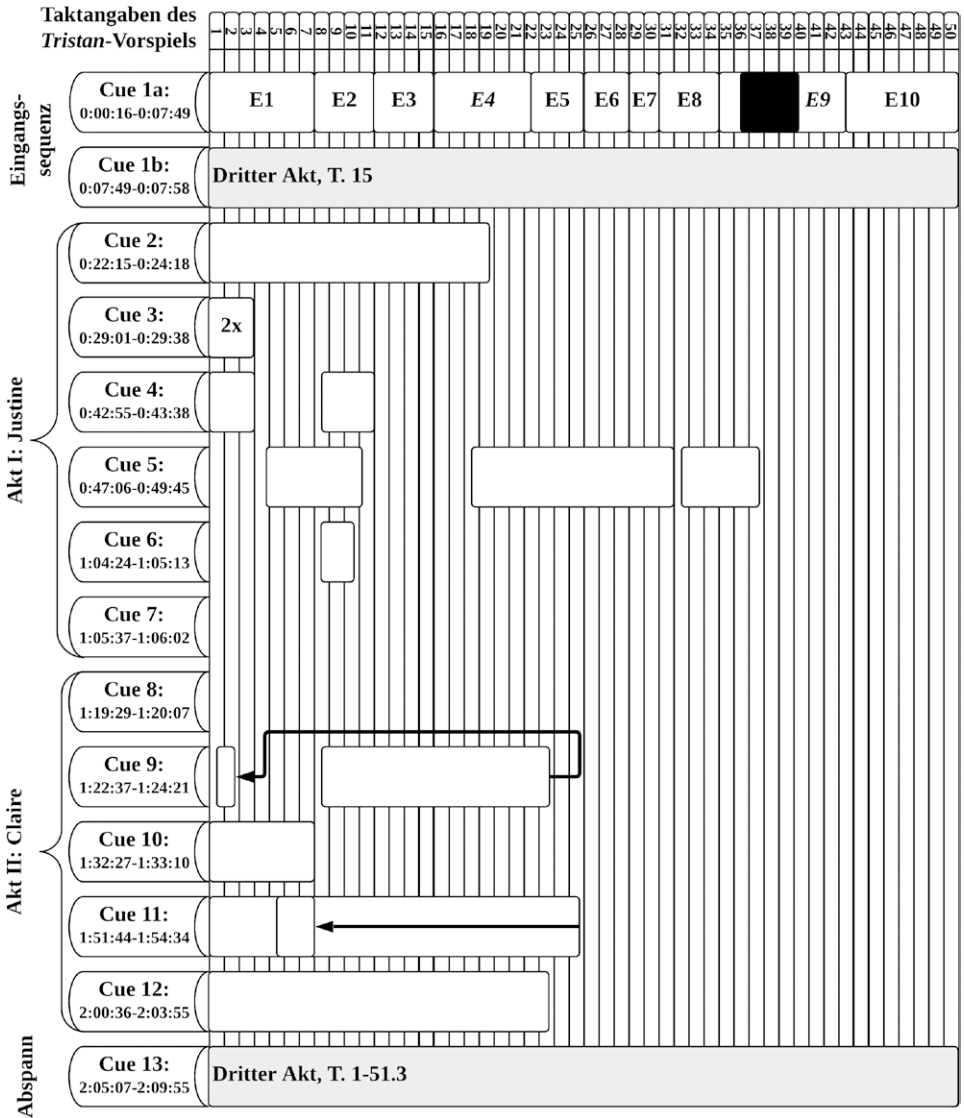 Taktangaben des
Tristan-Vorspiels
1 2 3 4 5 6 7 8 9 10 11 12 13 14 15 16 17 18 19 20 21 22 23 24 25 26 27 28 29 30 31 32 33 34 35 36 37 38 39 40 41 42 43 44 45 46 47 48 49 50
Eingangs-
sequenz
Cue 1a:
0:00:16-0:07:49
E1 E2 E3 E4 E5 E6 E7 E8 E9 E10
Cue 1b:
0:07:49-0:07:58
Dritter Akt, T. 15
Akt I: Justine
Cue 2:
0:22:15-0:24:18
Cue 3:
0:29:01-0:29:38
2x
Cue 4:
0:42:55-0:43:38
Cue 5:
0:47:06-0:49:45
Cue 6:
1:04:24-1:05:13
Cue 7:
1:05:37-1:06:02
Akt II: Claire
Cue 8:
1:19:29-1:20:07
Cue 9:
1:22:37-1:24:21
Cue 10:
1:32:27-1:33:10
Cue 11:
1:51:44-1:54:34
Cue 12:
2:00:36-2:03:55
Abspann
Cue 13:
2:05:07-2:09:55
Dritter Akt, T. 1-51.3